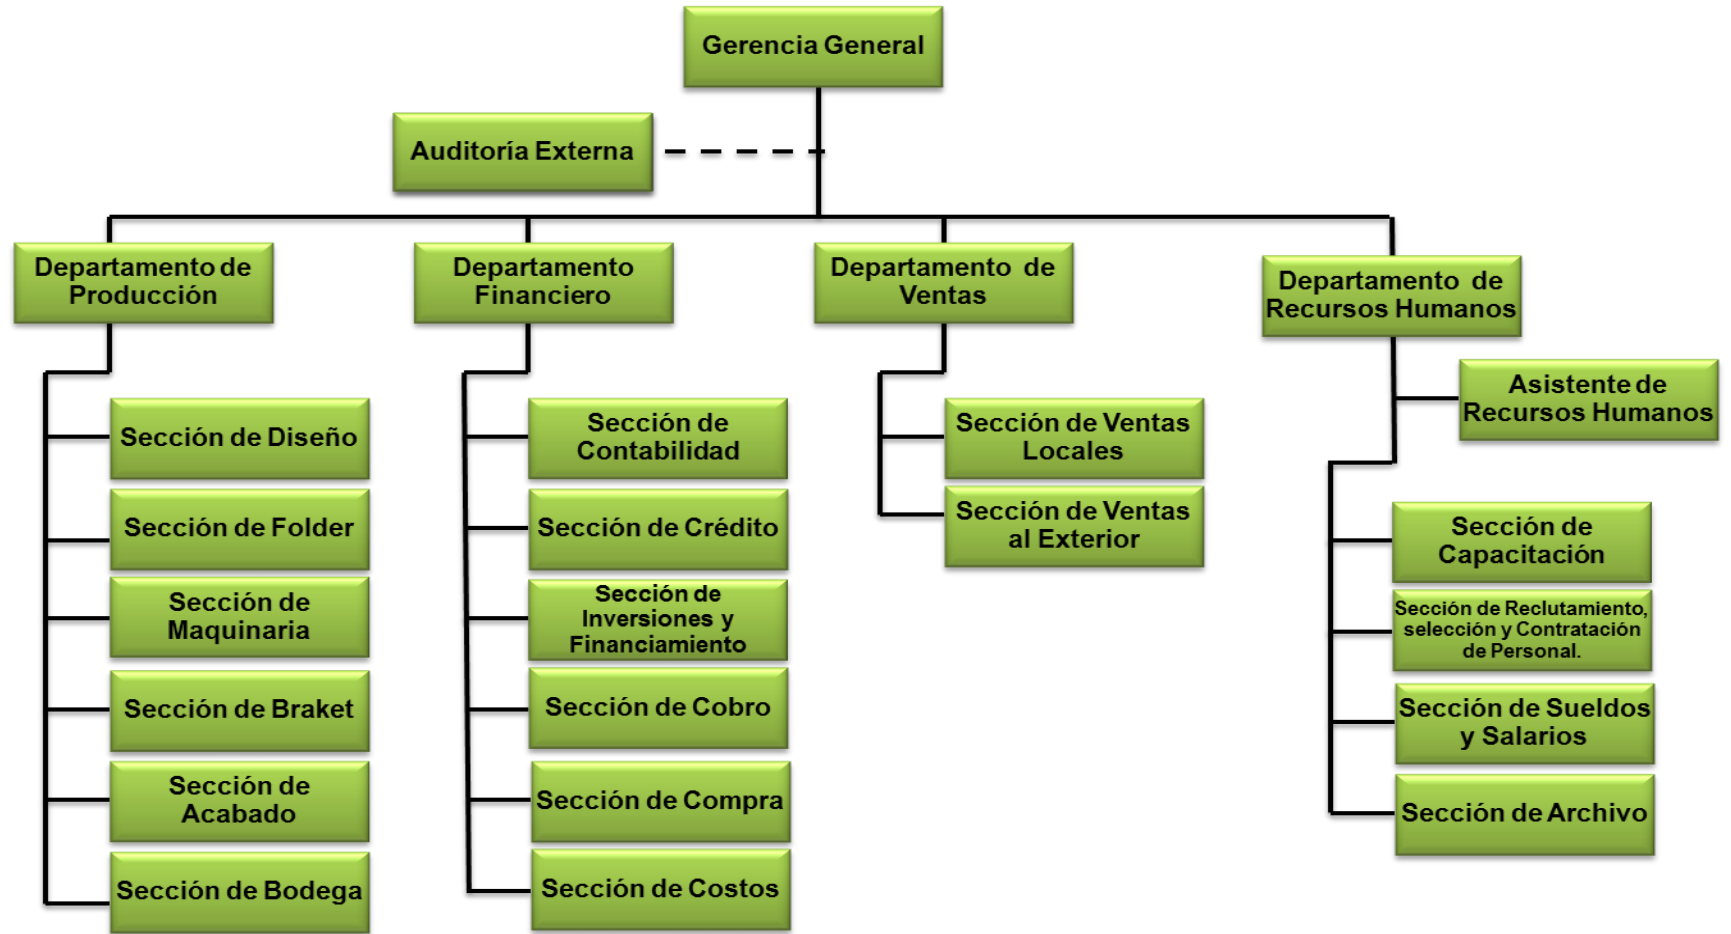 Gerencia General
Auditoría Externa
Departamento de
Producción
Departamento
Financiero
Departamento de
Ventas
Departamento de
Recursos Humanos
Asistente de
Recursos Humanos
Sección de Diseño
Sección de Folder
Sección de
Maquinaria
Sección de Braket
Sección de
Acabado
Sección de Bodega
Sección de
Contabilidad
Sección de Crédito
Sección de
Inversiones y
Financiamiento
Sección de Cobro
Sección de Compra
Sección de Costos
Sección de Ventas
Locales
Sección de Ventas
al Exterior
Sección de
Capacitación
Sección de Reclutamiento,
selección y Contratación
de Personal.
Sección de Sueldos
y Salarios
Sección de Archivo